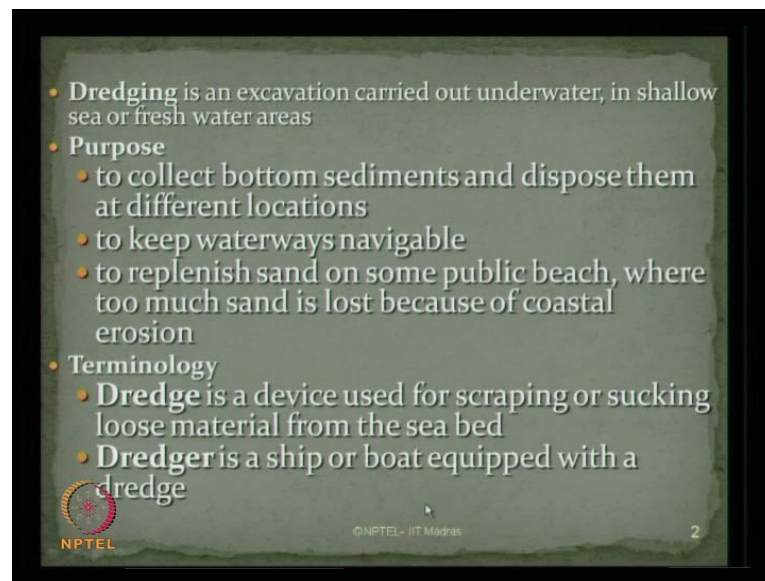 • Dredging is an excavation carried out underwater, in shallow
sea or fresh water areas
• Purpose
• to collect bottom sediments and dispose them
at different locations
• to keep waterways navigable
• to replenish sand on some public beach, where
too much sand is lost because of coastal
erosion
• Terminology
• Dredge is a device used for scraping or sucking
loose material from the sea bed
• Dredger is a ship or boat equipped with a
dredge
©NPTEL- IIT Madras
2
NPTEL